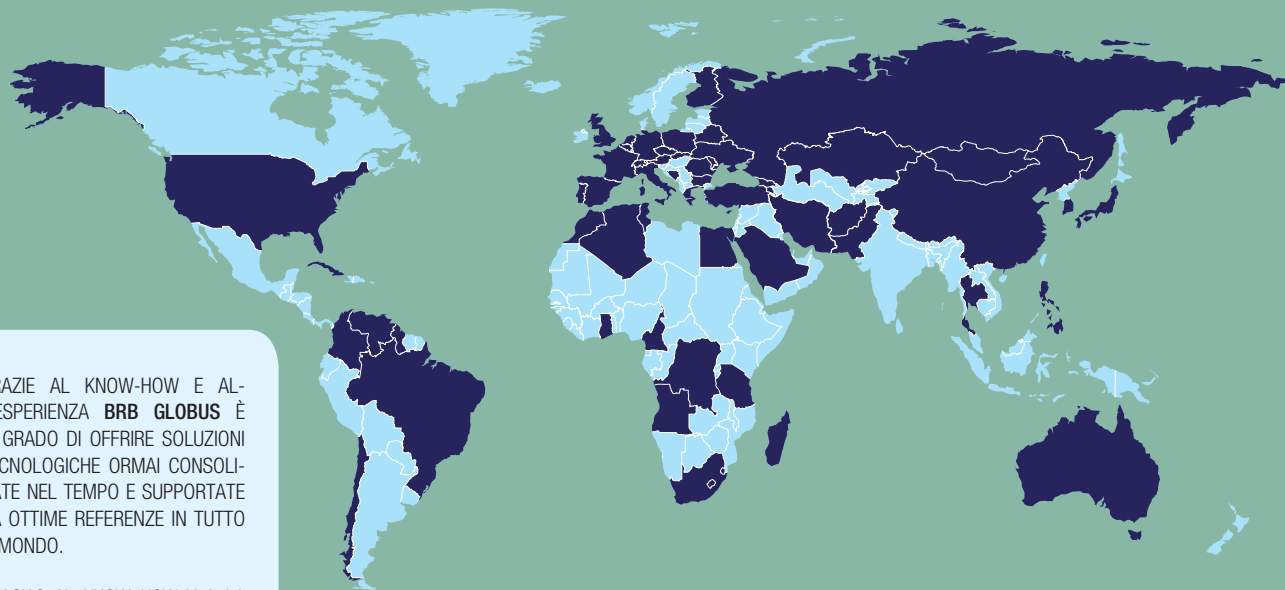 RAZIE AL KNOW-HOW E AL-
ESPERIENZA BRB GLOBUS È
GRADO DI OFFRIRE SOLUZIONI
CNOLOGICHE ORMAI CONSOLI-
ATE NEL TEMPO E SUPPORTATE
A OTTIME REFERENZE IN TUTTO
MONDO.